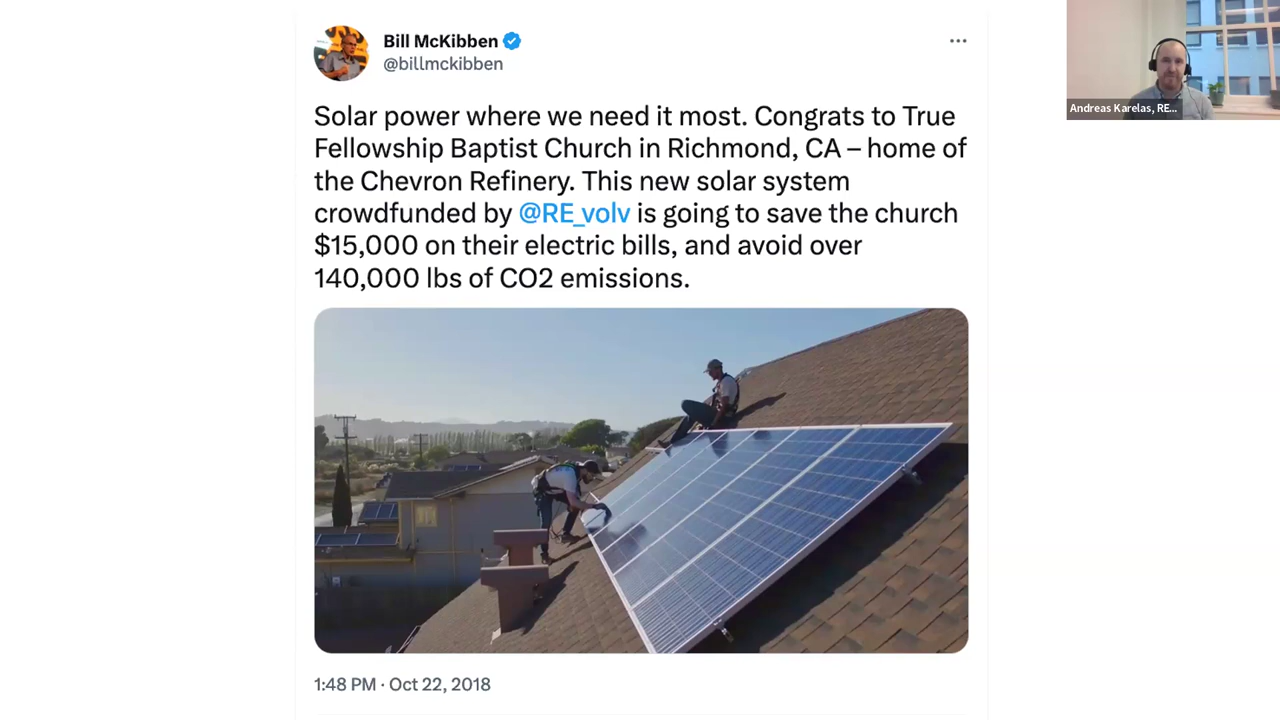 Bill McKibben
@billmckibben
Solar power where we need it most. Congrats to True
Fellowship Baptist Church in Richmond, CA – home of
the Chevron Refinery. This new solar system
crowdfunded by @RE_volv is going to save the church
$15,000 on their electric bills, and avoid over
140,000 lbs of CO2 emissions.
1:48 PM · Oct 22, 2018
Andreas Karelas, RE...